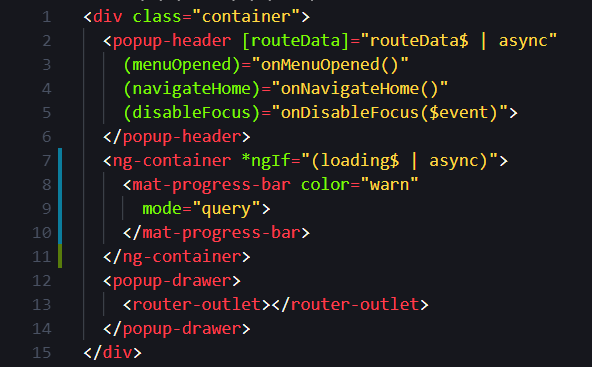 1 <div class="container">
2   <popup-header [routeData]="routeData$ | async"
3     (menuOpened)="onMenuOpened()"
4     (navigateHome)="onNavigateHome()"
5     (disableFocus)="onDisableFocus($event)">
6   </popup-header>
7   <ng-container *ngIf="(loading$ | async)">
8     <mat-progress-bar color="warn"
9       mode="query">
10     </mat-progress-bar>
11   </ng-container>
12   <popup-drawer>
13     <router-outlet></router-outlet>
14   </popup-drawer>
15 </div>